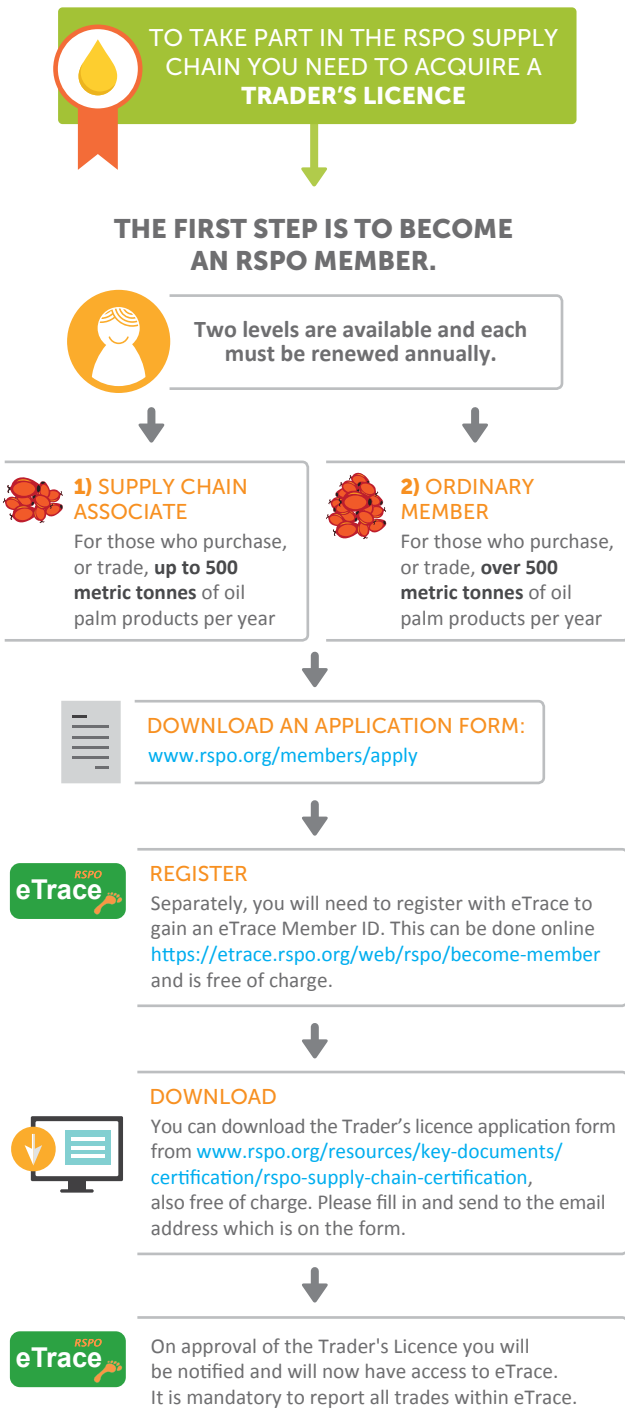 TO TAKE PART IN THE RSPO SUPPLY
CHAIN YOU NEED TO ACQUIRE A
TRADER'S LICENCE
THE FIRST STEP IS TO BECOME
AN RSPO MEMBER.
Two levels are available and each
must be renewed annually.
1) SUPPLY CHAIN
ASSOCIATE
For those who purchase,
or trade, up to 500
metric tonnes of oil
palm products per year
2) ORDINARY
MEMBER
For those who purchase,
or trade, over 500
metric tonnes of oil
palm products per year
DOWNLOAD AN APPLICATION FORM:
www.rspo.org/members/apply
RSPO
eTrace
REGISTER
Separately, you will need to register with eTrace to
gain an eTrace Member ID. This can be done online
https://etrace.rspo.org/web/rspo/become-member
and is free of charge.
DOWNLOAD
You can download the Trader’s licence application form
from www.rspo.org/resources/key-documents/
certification/rspo-supply-chain-certification,
also free of charge. Please fill in and send to the email
address which is on the form.
RSPO
eTrace
On approval of the Trader's Licence you will
be notified and will now have access to eTrace.
It is mandatory to report all trades within eTrace.